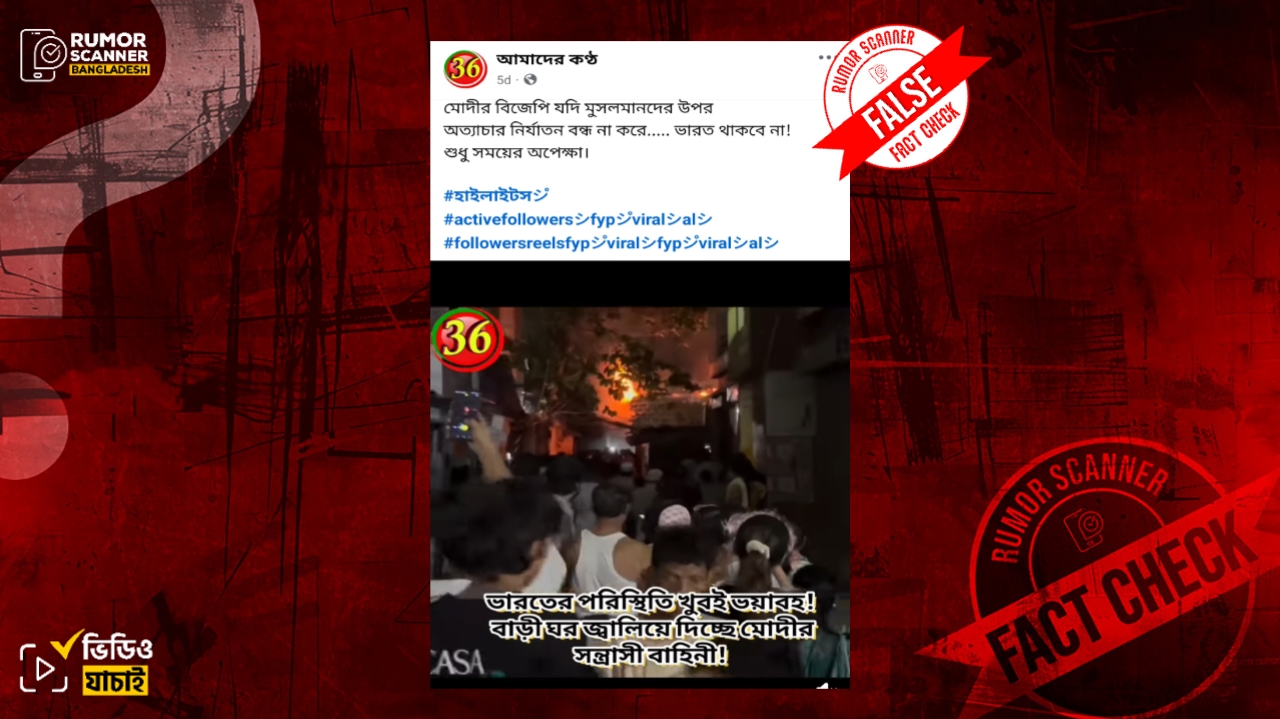 RUMOR
SCANNER
BANGLADESH
আমাদের কণ্ঠ
5d
মোদীর বিজেপি যদি মুসলমানদের উপর
অত্যাচার নির্যাতন বন্ধ না করে..... ভারত থাকবে না!
শুধু সময়ের অপেক্ষা।
#হাইলাইটসジ
#activefollowersシfypジviralシalシ
#followersreelsfypジviralシfypジviralシalシ
36
36
ভারতের পরিস্থিতি খুবই ভয়াবহ!
বাড়ী ঘর জ্বালিয়ে দিচ্ছে মোদীর
সন্ত্রাসী বাহিনী!
CASA
RUMOR SCANNER
FALSE
FACT CHECK
RUMOR SCANNER
FACT CHECK
ভিডিও
যাচাই